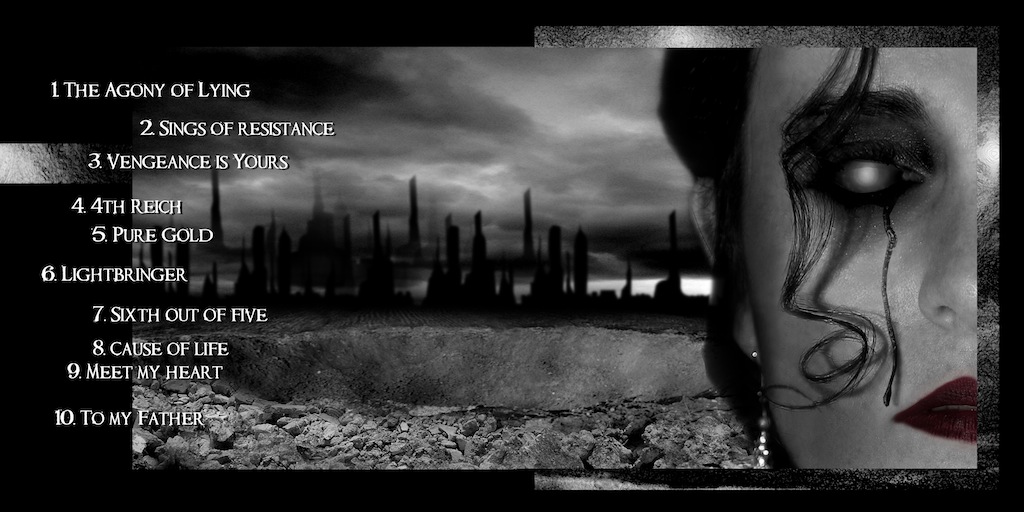 1. The Agony of Lying
2. Sings of resistance
3. Vengeance is Yours
4. 4th Reich
5. Pure Gold
6. Lightbringer
7. Sixth out of five
8. cause of life
9. Meet my heart
10. To my Father